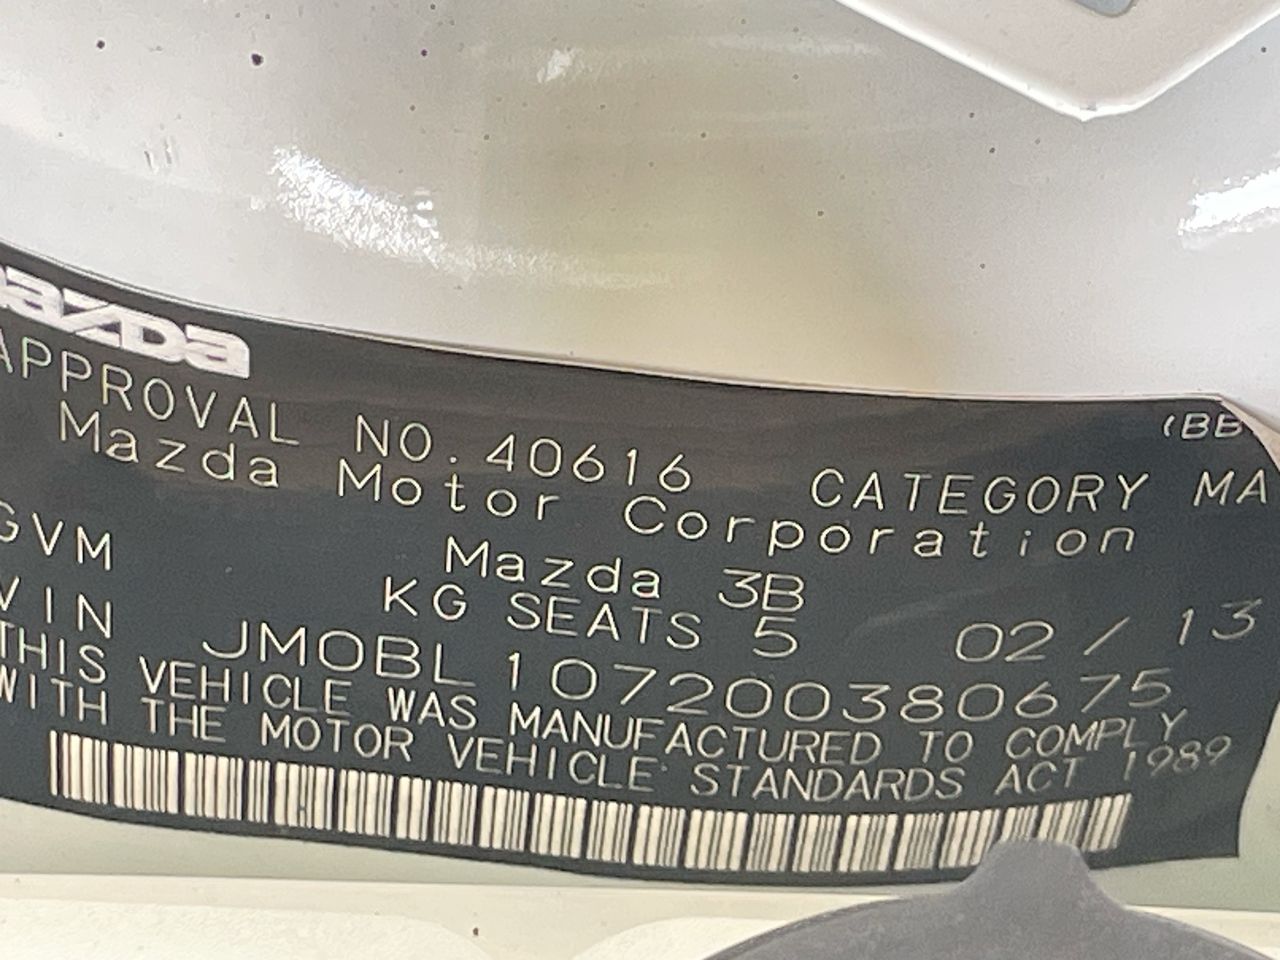 mazda
APPROVAL NO. 40616 CATEGORY MA (BB
Mazda Motor Corporation
Mazda 3B
GVM KG SEATS 5 02 / 13
VIN JM0BL107200380675
THIS VEHICLE WAS MANUFACTURED TO COMPLY
WITH THE MOTOR VEHICLE STANDARDS ACT 1989